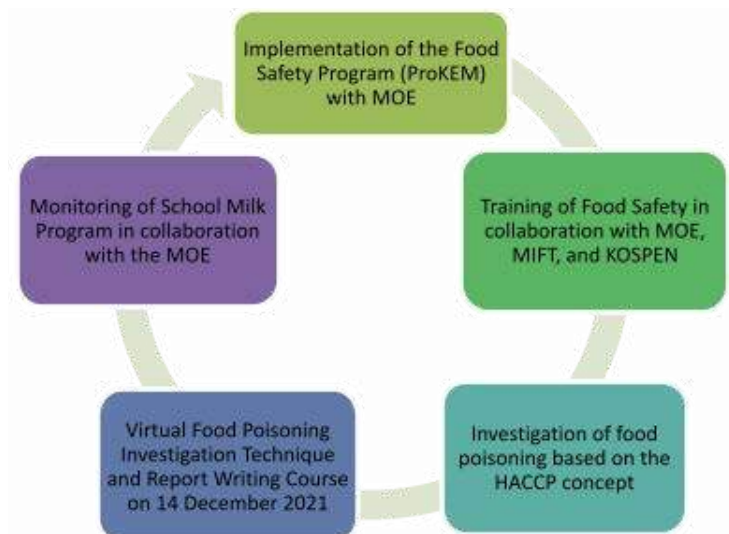 Implementation of the Food
Safety Program (ProKEM)
with MOE
Training of Food Safety in
collaboration with MOE,
MIFT, and KOSPEN
Investigation of food
poisoning based on the
HACCP concept
Virtual Food Poisoning
Investigation Technique
and Report Writing Course
on 14 December 2021
Monitoring of School Milk
Program in collaboration
with the MOE